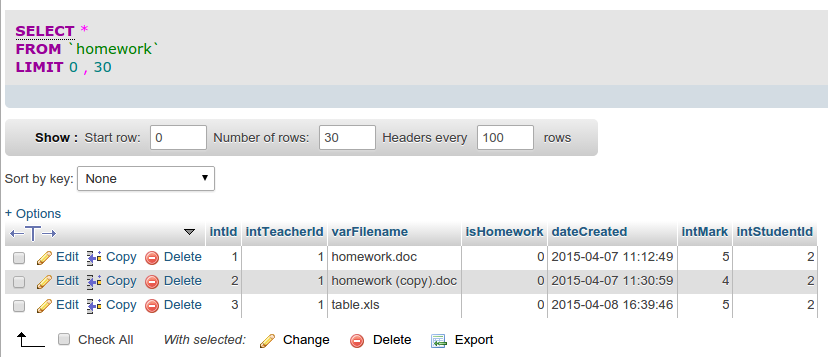 SELECT *
FROM `homework`
LIMIT 0 , 30
Show : Start row: 0 Number of rows: 30 Headers every 100 rows
Sort by key: None
+ Options
←T→ intId intTeacherId varFilename isHomework dateCreated intMark intStudentId
Edit Copy Delete 1 1 homework.doc 0 2015-04-07 11:12:49 5 2
Edit Copy Delete 2 1 homework (copy).doc 0 2015-04-07 11:30:59 4 2
Edit Copy Delete 3 1 table.xls 0 2015-04-08 16:39:46 5 2
Check All With selected: Change Delete Export